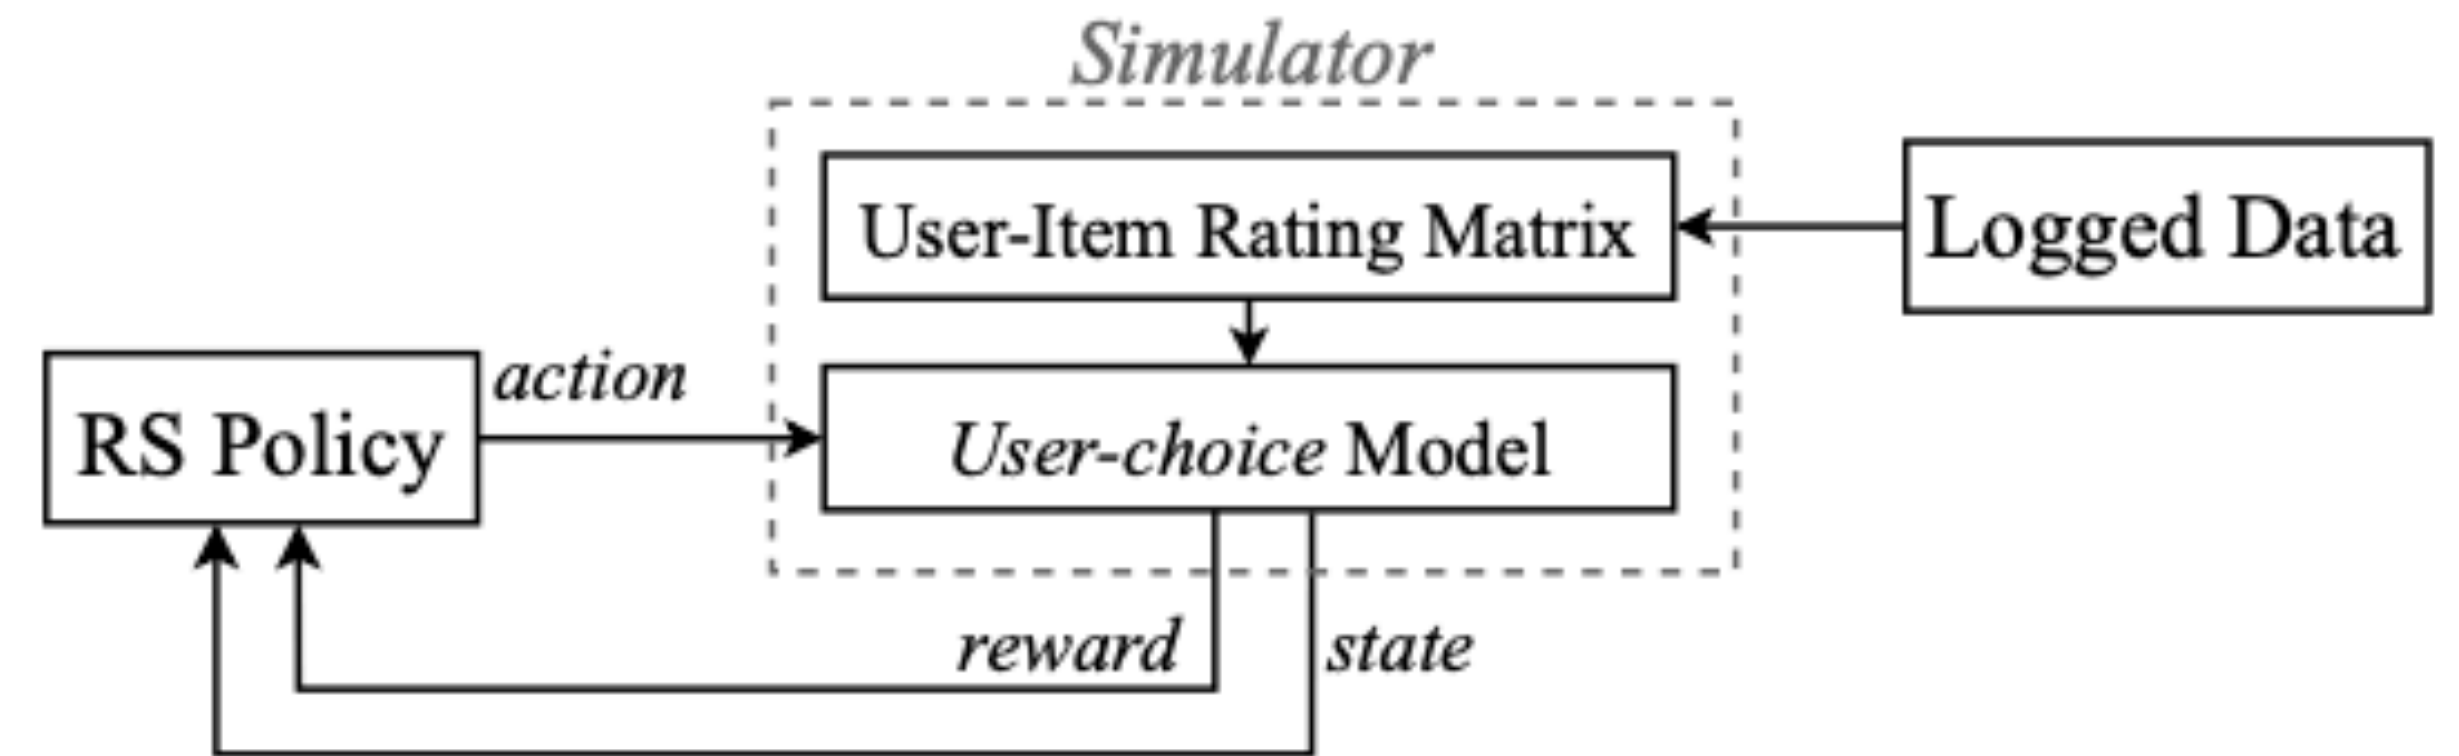 Simulator
User-Item Rating Matrix
Logged Data
RS Policy
action
User-choice Model
reward
state